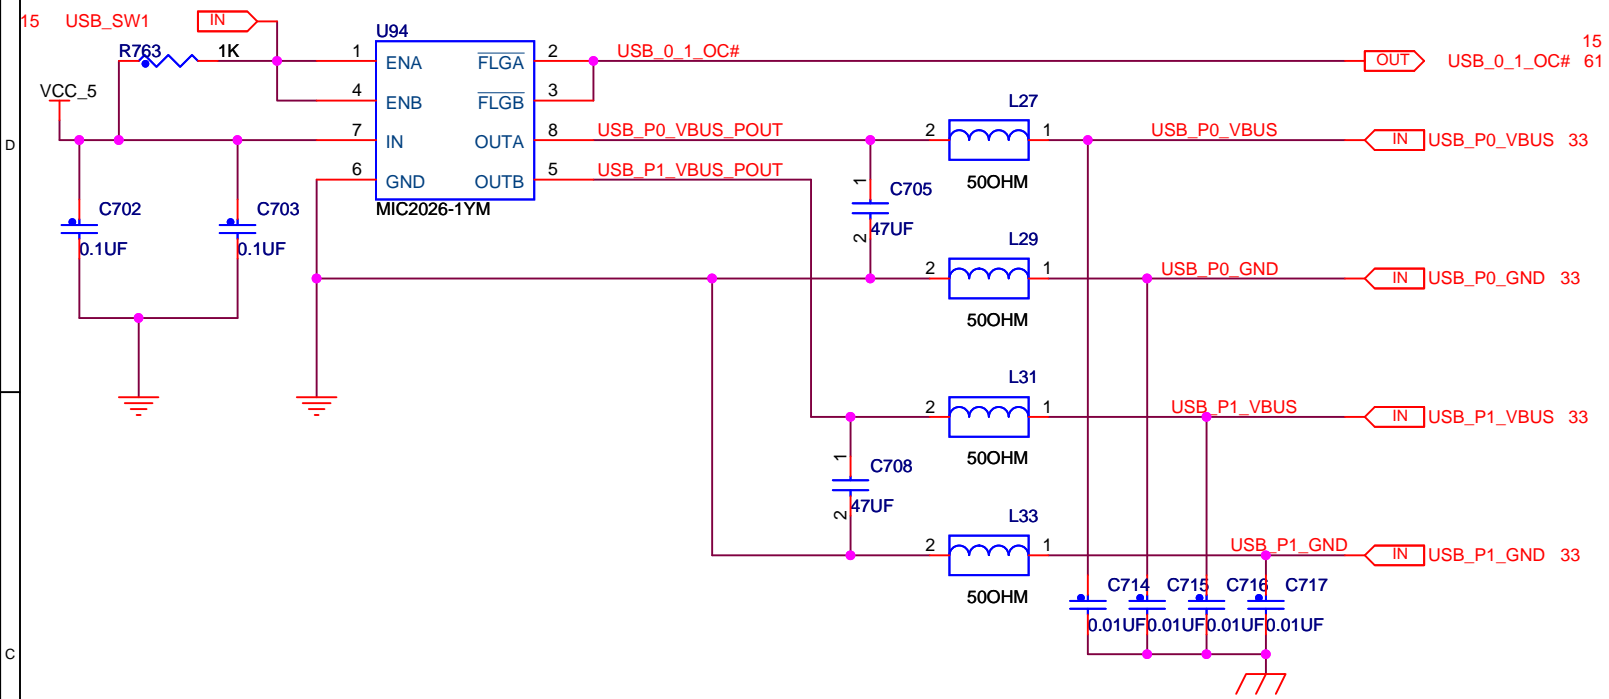 15 USB_SW1 IN
R763 1K
VCC_5
U94
1 ENA FLGA 2
4 ENB FLGB 3
7 IN OUTA 8
6 GND OUTB 5
MIC2026-1YM
USB_0_1_OC#
OUT USB_0_1_OC# 15 61
USB_P0_VBUS_POUT
USB_P1_VBUS_POUT
C702
0.1UF
C703
0.1UF
1 C705
2 47UF
L27
2 1
50OHM
USB_P0_VBUS
IN USB_P0_VBUS 33
L29
2 1
50OHM
USB_P0_GND
IN USB_P0_GND 33
L31
2 1
50OHM
USB_P1_VBUS
IN USB_P1_VBUS 33
1 C708
2 47UF
L33
2 1
50OHM
USB_P1_GND
IN USB_P1_GND 33
C714 C715 C716 C717
0.01UF 0.01UF 0.01UF 0.01UF
D
C